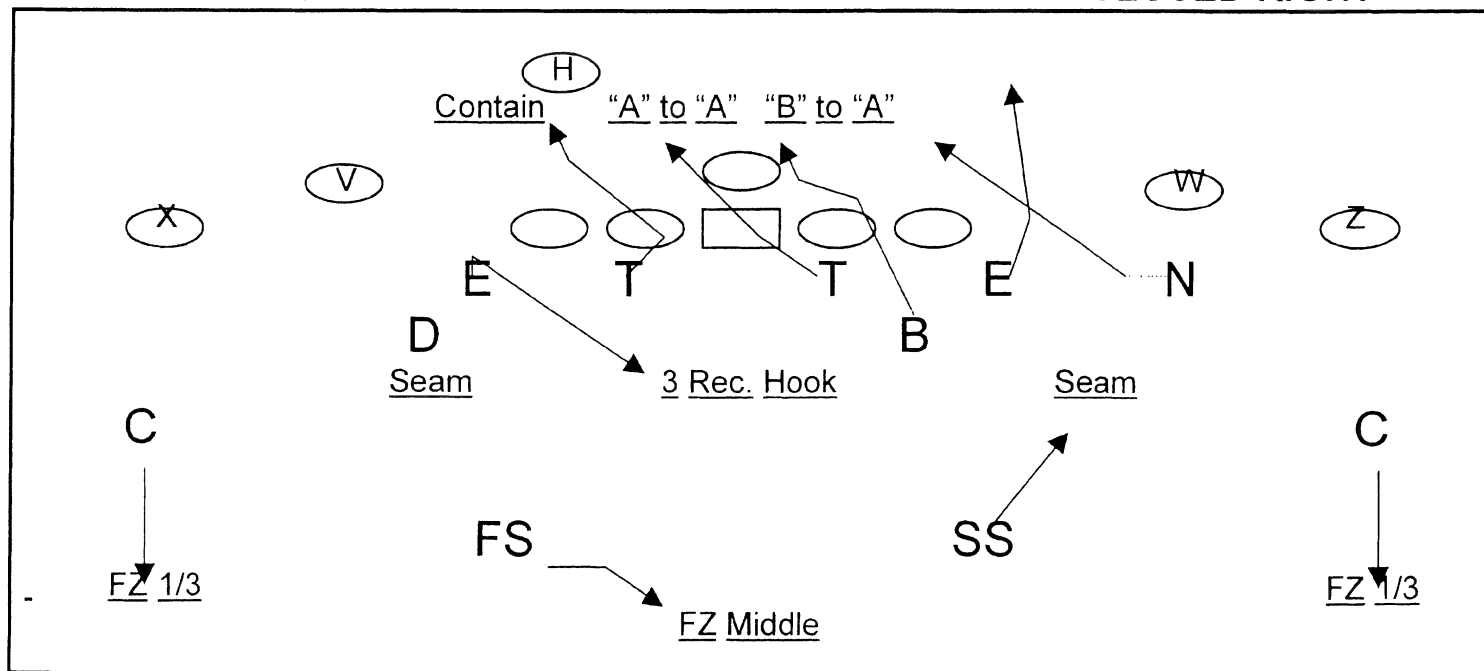 H
Contain "A" to "A" "B" to "A"
V W
X Z
E T T E N
D B
Seam 3 Rec. Hook Seam
C C
FS SS
FZ 1/3 FZ 1/3
FZ Middle